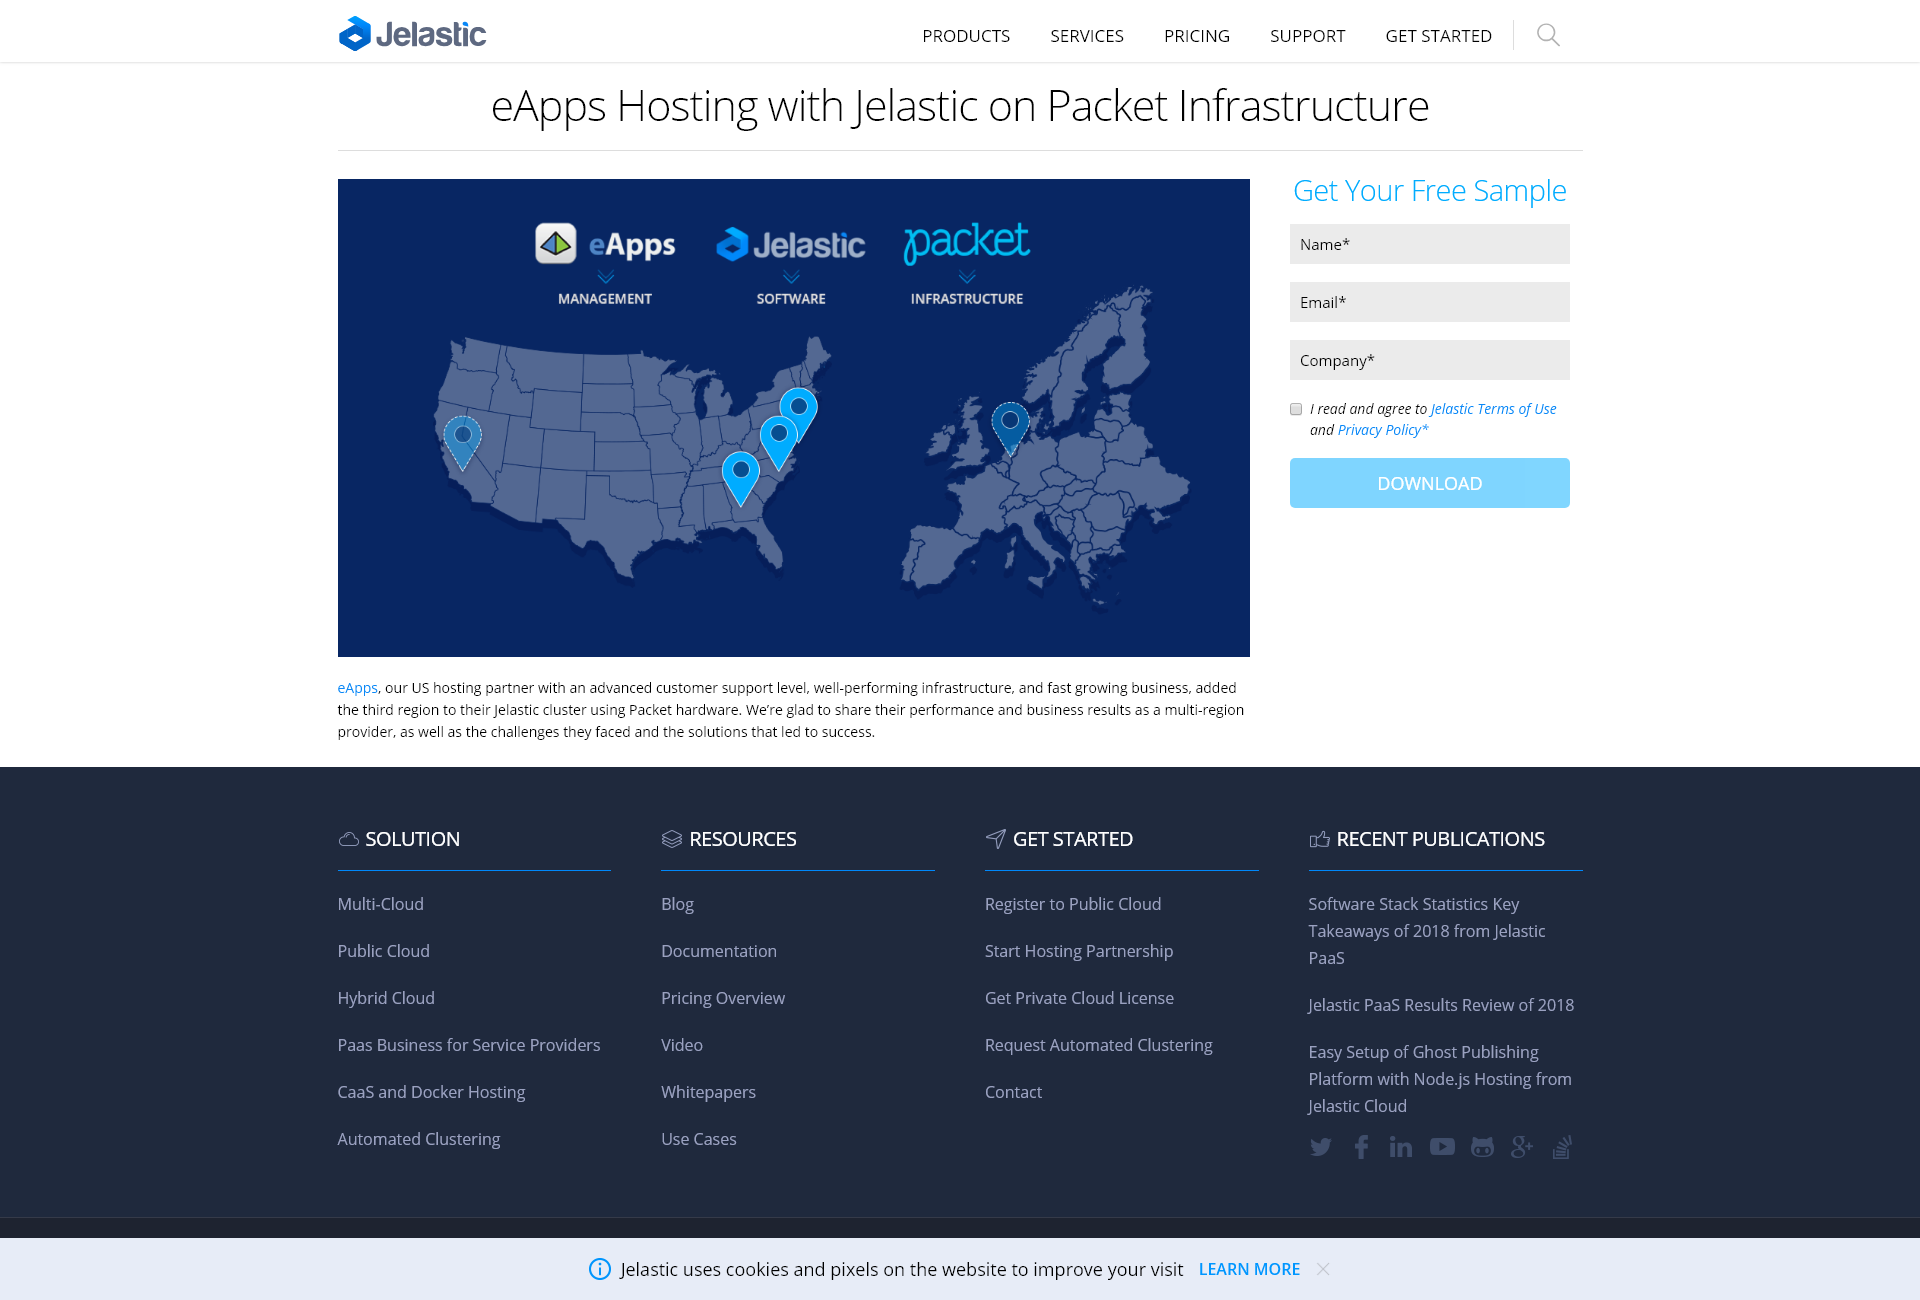 Jelastic
PRODUCTS SERVICES PRICING SUPPORT GET STARTED
eApps Hosting with Jelastic on Packet Infrastructure
eApps Jelastic packet
MANAGEMENT SOFTWARE INFRASTRUCTURE
Get Your Free Sample
Name*
Email*
Company*
I read and agree to Jelastic Terms of Use
and Privacy Policy*
DOWNLOAD
eApps, our US hosting partner with an advanced customer support level, well-performing infrastructure, and fast growing business, added
the third region to their Jelastic cluster using Packet hardware. We’re glad to share their performance and business results as a multi-region
provider, as well as the challenges they faced and the solutions that led to success.
SOLUTION
Multi-Cloud
Public Cloud
Hybrid Cloud
Paas Business for Service Providers
CaaS and Docker Hosting
Automated Clustering
RESOURCES
Blog
Documentation
Pricing Overview
Video
Whitepapers
Use Cases
GET STARTED
Register to Public Cloud
Start Hosting Partnership
Get Private Cloud License
Request Automated Clustering
Contact
RECENT PUBLICATIONS
Software Stack Statistics Key
Takeaways of 2018 from Jelastic
PaaS
Jelastic PaaS Results Review of 2018
Easy Setup of Ghost Publishing
Platform with Node.js Hosting from
Jelastic Cloud
Jelastic uses cookies and pixels on the website to improve your visit LEARN MORE